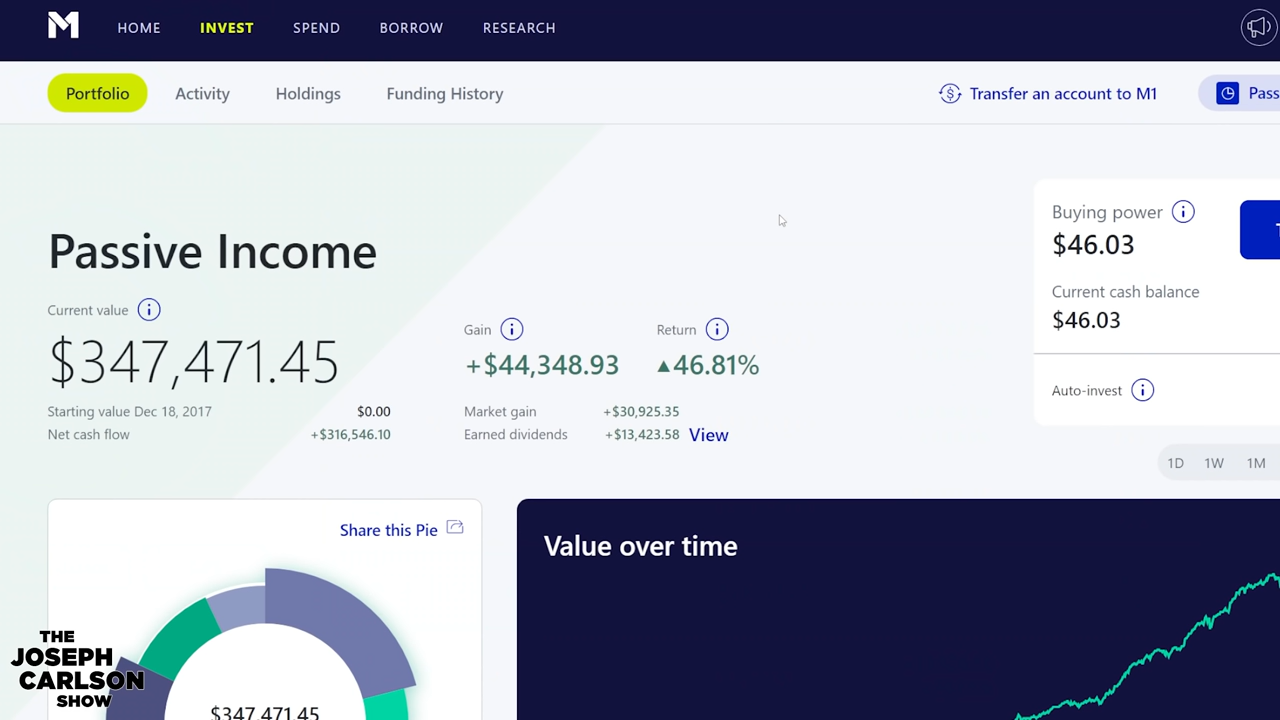 M HOME INVEST SPEND BORROW RESEARCH
Portfolio Activity Holdings Funding History Transfer an account to M1 Pass
Passive Income
Current value
$347,471.45
Starting value Dec 18, 2017 $0.00
Net cash flow +$316,546.10
Gain Return
+$44,348.93 ▲46.81%
Market gain +$30,925.35
Earned dividends +$13,423.58 View
Buying power
$46.03
Current cash balance
$46.03
Auto-invest
1D 1W 1M
Share this Pie
$347,471.45
Value over time
THE
JOSEPH
CARLSON
SHOW